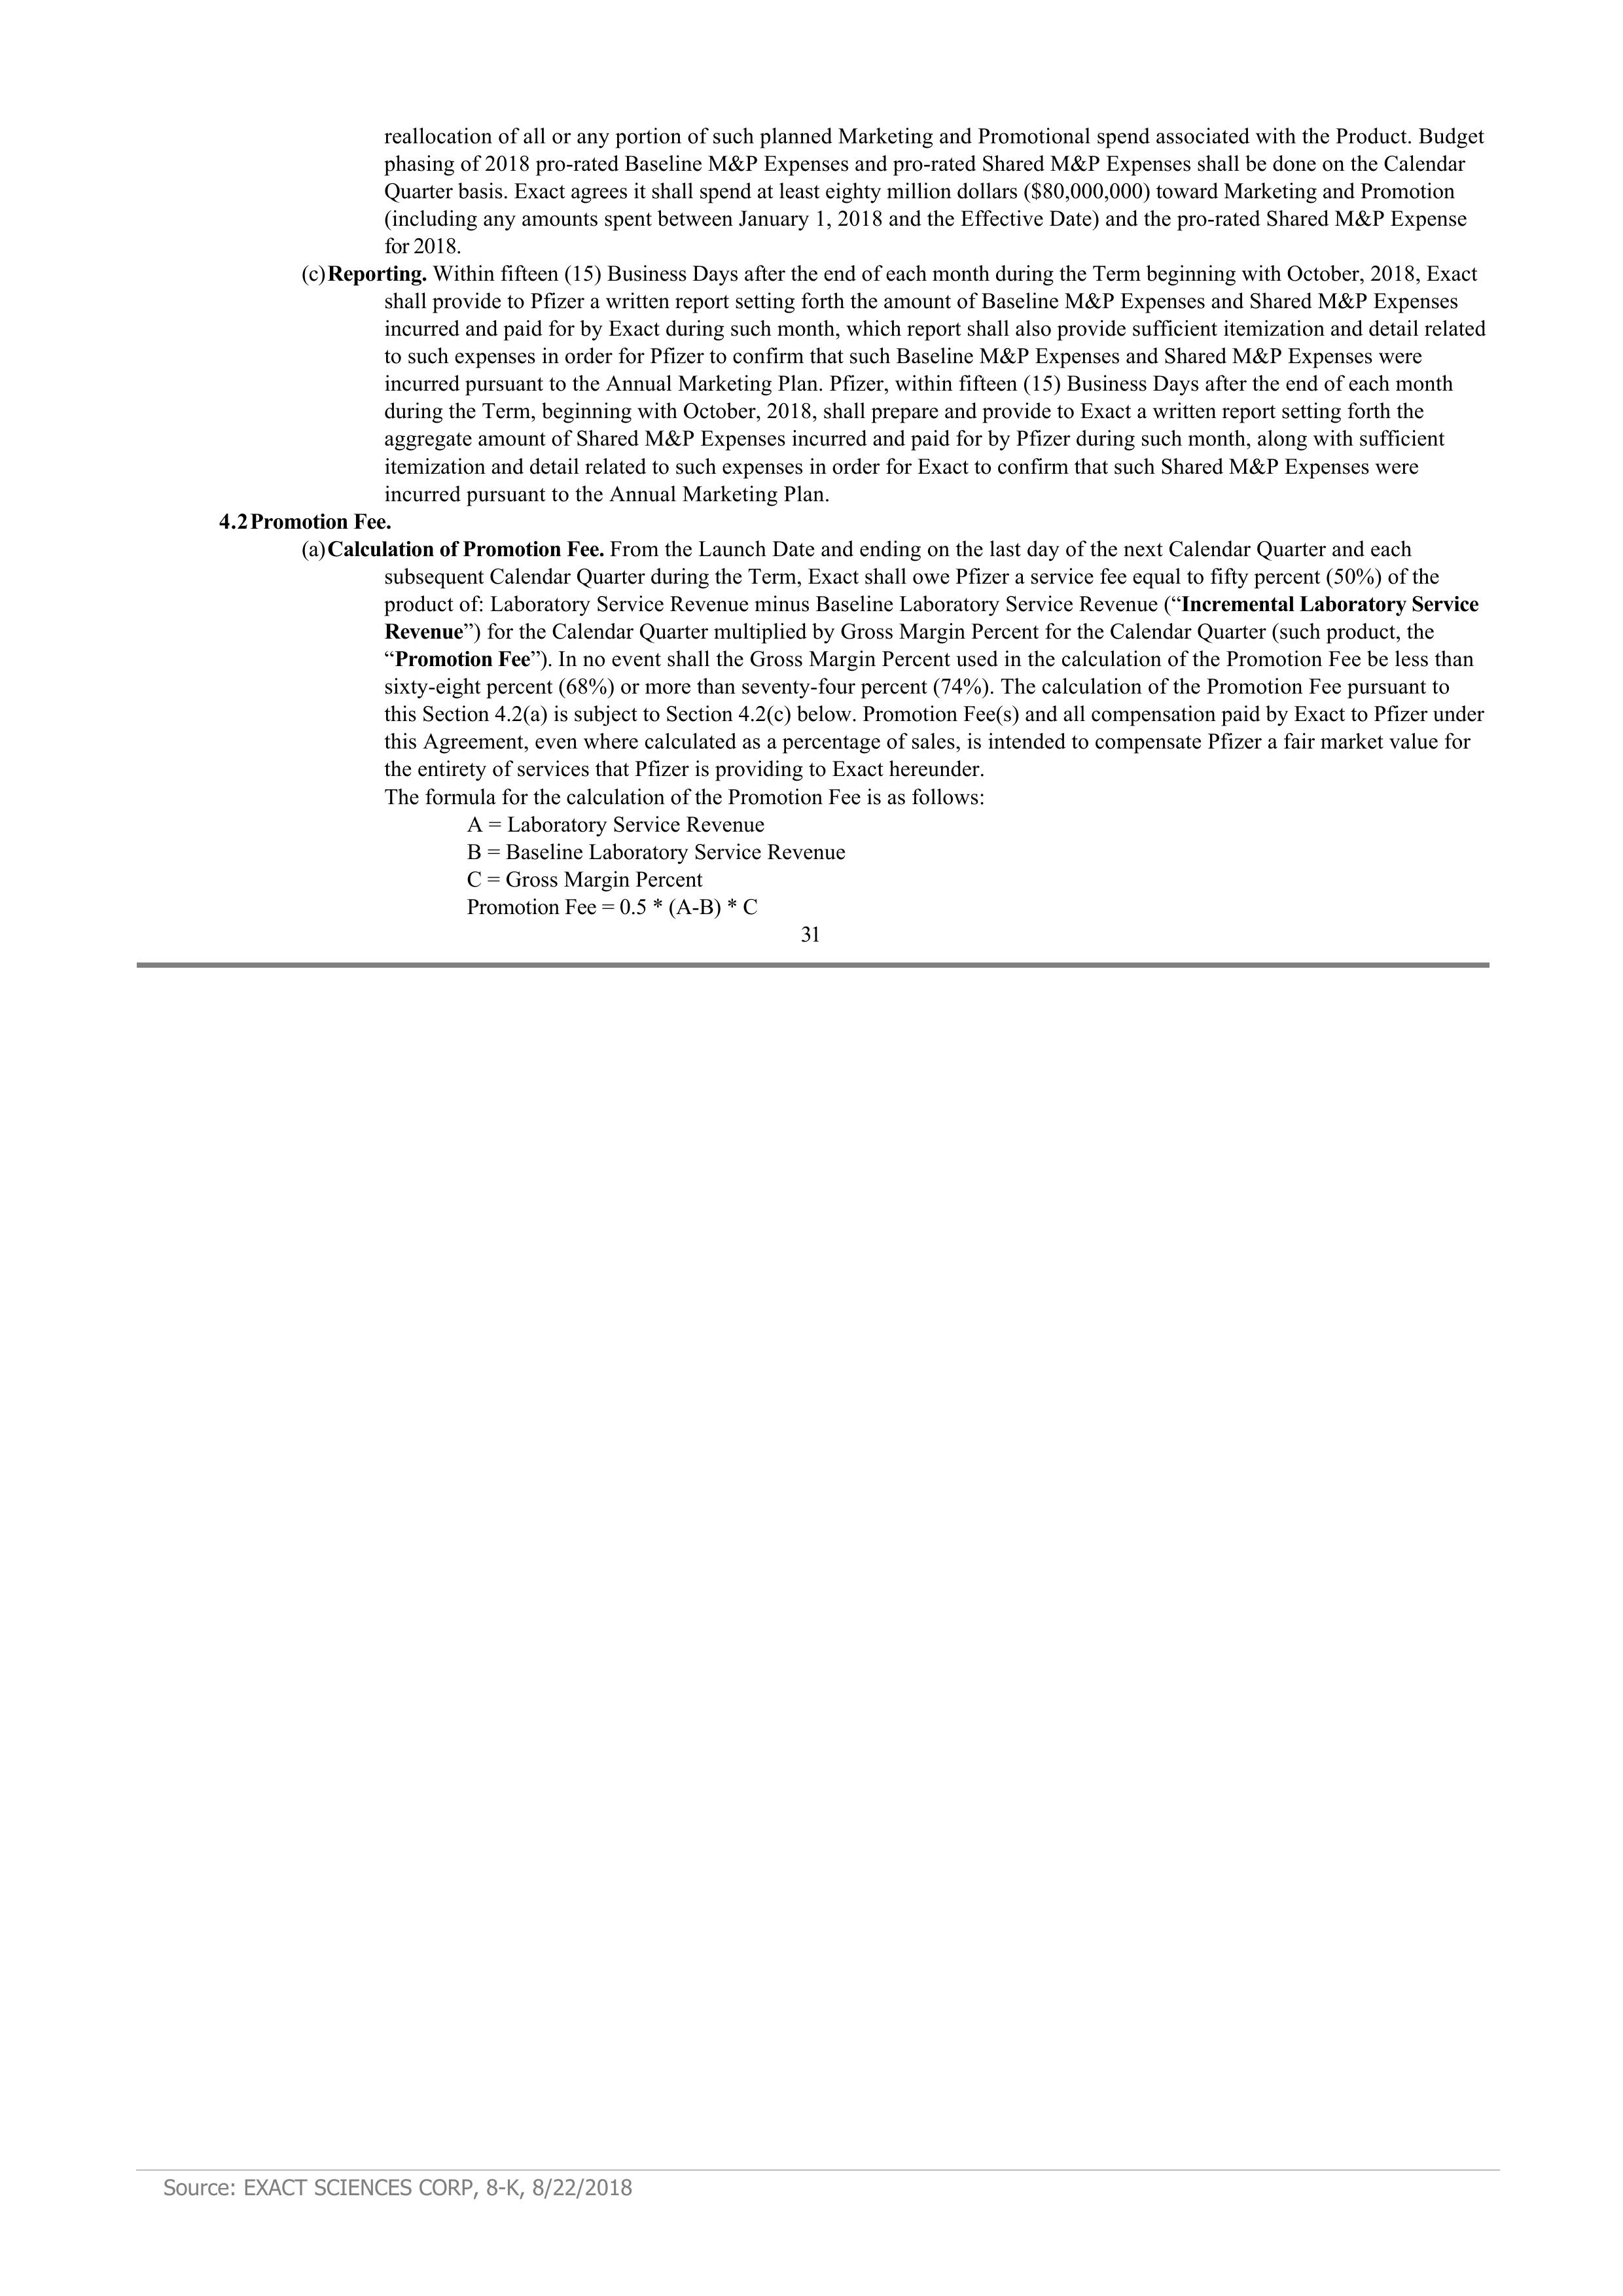 reallocation of all or any portion of such planned Marketing and Promotional spend associated with the Product. Budget
phasing of 2018 pro-rated Baseline M&P Expenses and pro-rated Shared M&P Expenses shall be done on the Calendar
Quarter basis. Exact agrees it shall spend at least eighty million dollars ($80,000,000) toward Marketing and Promotion
(including any amounts spent between January 1, 2018 and the Effective Date) and the pro-rated Shared M&P Expense
for 2018.
(c) Reporting. Within fifteen (15) Business Days after the end of each month during the Term beginning with October, 2018, Exact
shall provide to Pfizer a written report setting forth the amount of Baseline M&P Expenses and Shared M&P Expenses
incurred and paid for by Exact during such month, which report shall also provide sufficient itemization and detail related
to such expenses in order for Pfizer to confirm that such Baseline M&P Expenses and Shared M&P Expenses were
incurred pursuant to the Annual Marketing Plan. Pfizer, within fifteen (15) Business Days after the end of each month
during the Term, beginning with October, 2018, shall prepare and provide to Exact a written report setting forth the
aggregate amount of Shared M&P Expenses incurred and paid for by Pfizer during such month, along with sufficient
itemization and detail related to such expenses in order for Exact to confirm that such Shared M&P Expenses were
incurred pursuant to the Annual Marketing Plan.
4.2 Promotion Fee.
(a) Calculation of Promotion Fee. From the Launch Date and ending on the last day of the next Calendar Quarter and each
subsequent Calendar Quarter during the Term, Exact shall owe Pfizer a service fee equal to fifty percent (50%) of the
product of: Laboratory Service Revenue minus Baseline Laboratory Service Revenue (“Incremental Laboratory Service
Revenue”) for the Calendar Quarter multiplied by Gross Margin Percent for the Calendar Quarter (such product, the
“Promotion Fee”). In no event shall the Gross Margin Percent used in the calculation of the Promotion Fee be less than
sixty-eight percent (68%) or more than seventy-four percent (74%). The calculation of the Promotion Fee pursuant to
this Section 4.2(a) is subject to Section 4.2(c) below. Promotion Fee(s) and all compensation paid by Exact to Pfizer under
this Agreement, even where calculated as a percentage of sales, is intended to compensate Pfizer a fair market value for
the entirety of services that Pfizer is providing to Exact hereunder.
The formula for the calculation of the Promotion Fee is as follows:
A = Laboratory Service Revenue
B = Baseline Laboratory Service Revenue
C = Gross Margin Percent
Promotion Fee = 0.5 * (A-B) * C
31
Source: EXACT SCIENCES CORP, 8-K, 8/22/2018